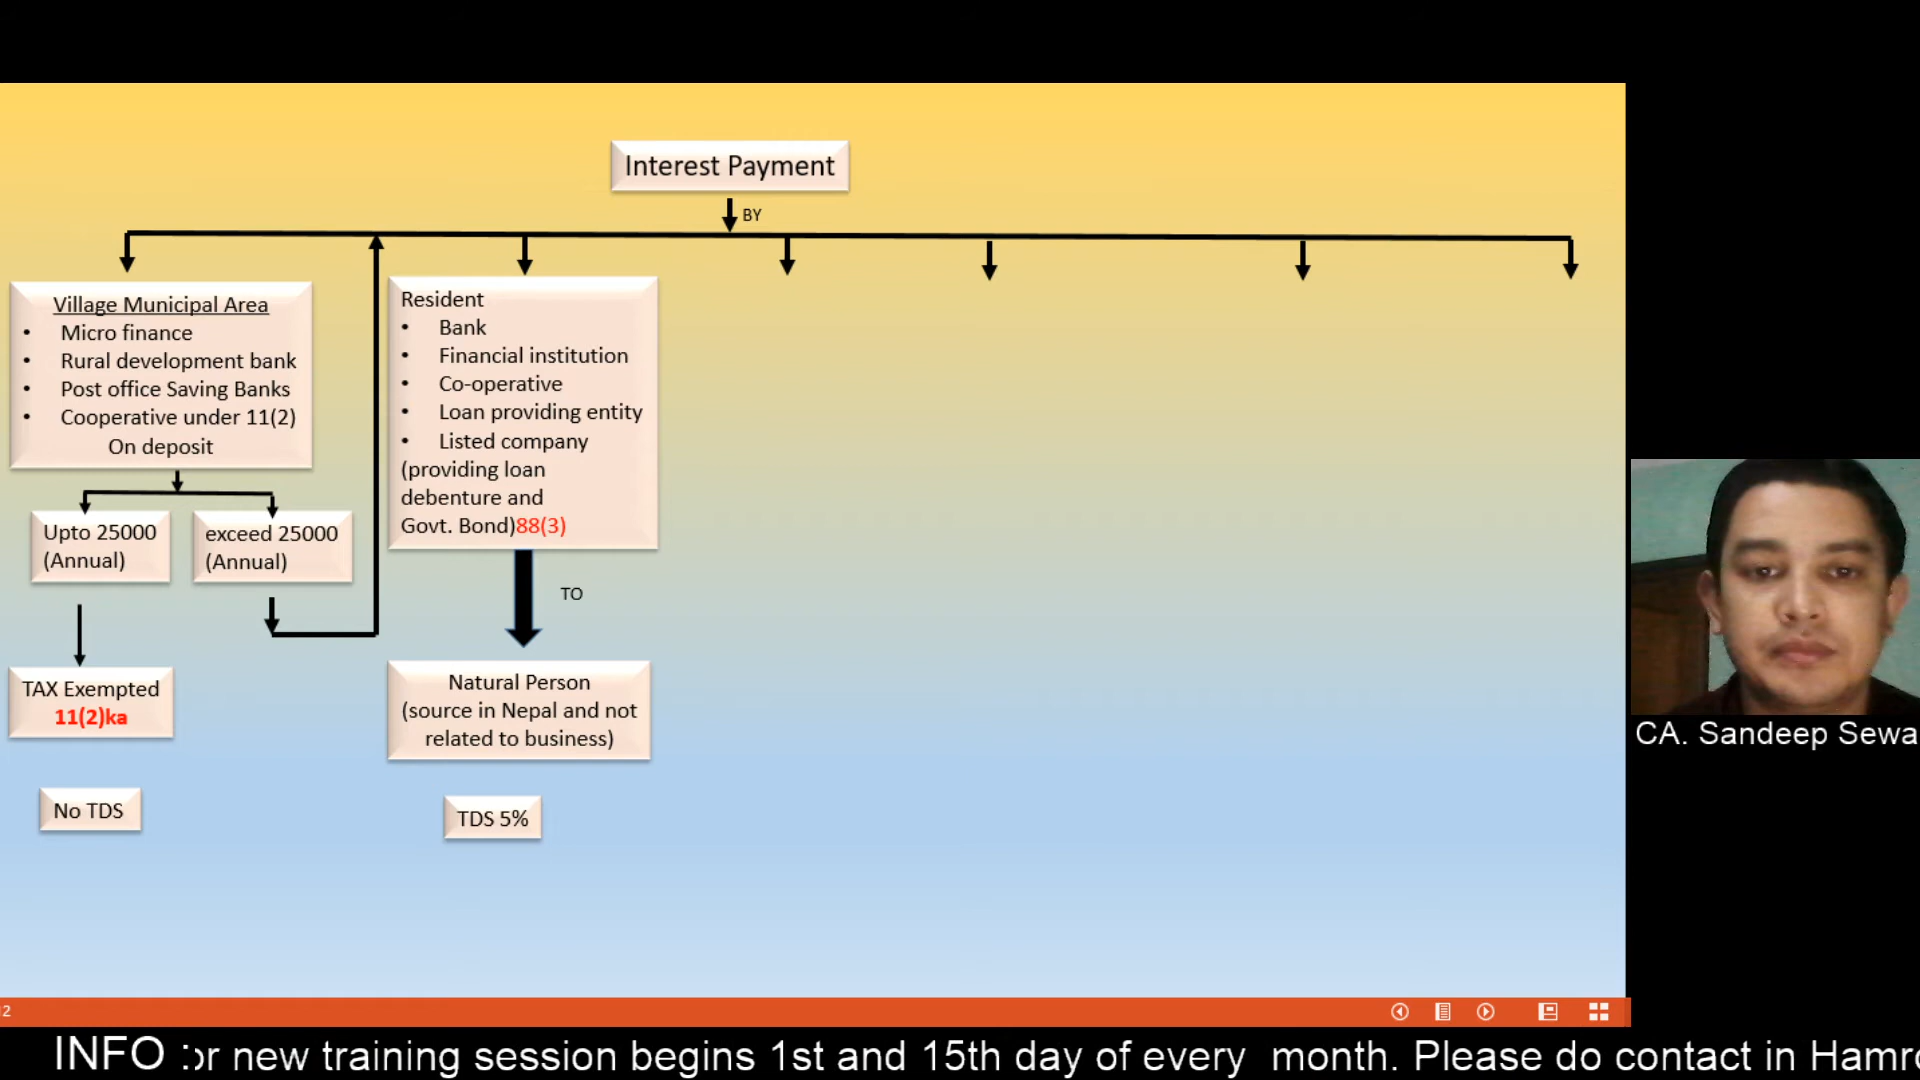 Interest Payment
BY
Village Municipal Area
• Micro finance
• Rural development bank
• Post office Saving Banks
• Cooperative under 11(2)
On deposit
Upto 25000
(Annual)
exceed 25000
(Annual)
TAX Exempted
11(2)ka
No TDS
Resident
• Bank
• Financial institution
• Co-operative
• Loan providing entity
• Listed company
(providing loan
debenture and
Govt. Bond)88(3)
TO
Natural Person
(source in Nepal and not
related to business)
TDS 5%
CA. Sandeep Sewa
INFO : or new training session begins 1st and 15th day of every month. Please do contact in Hamro